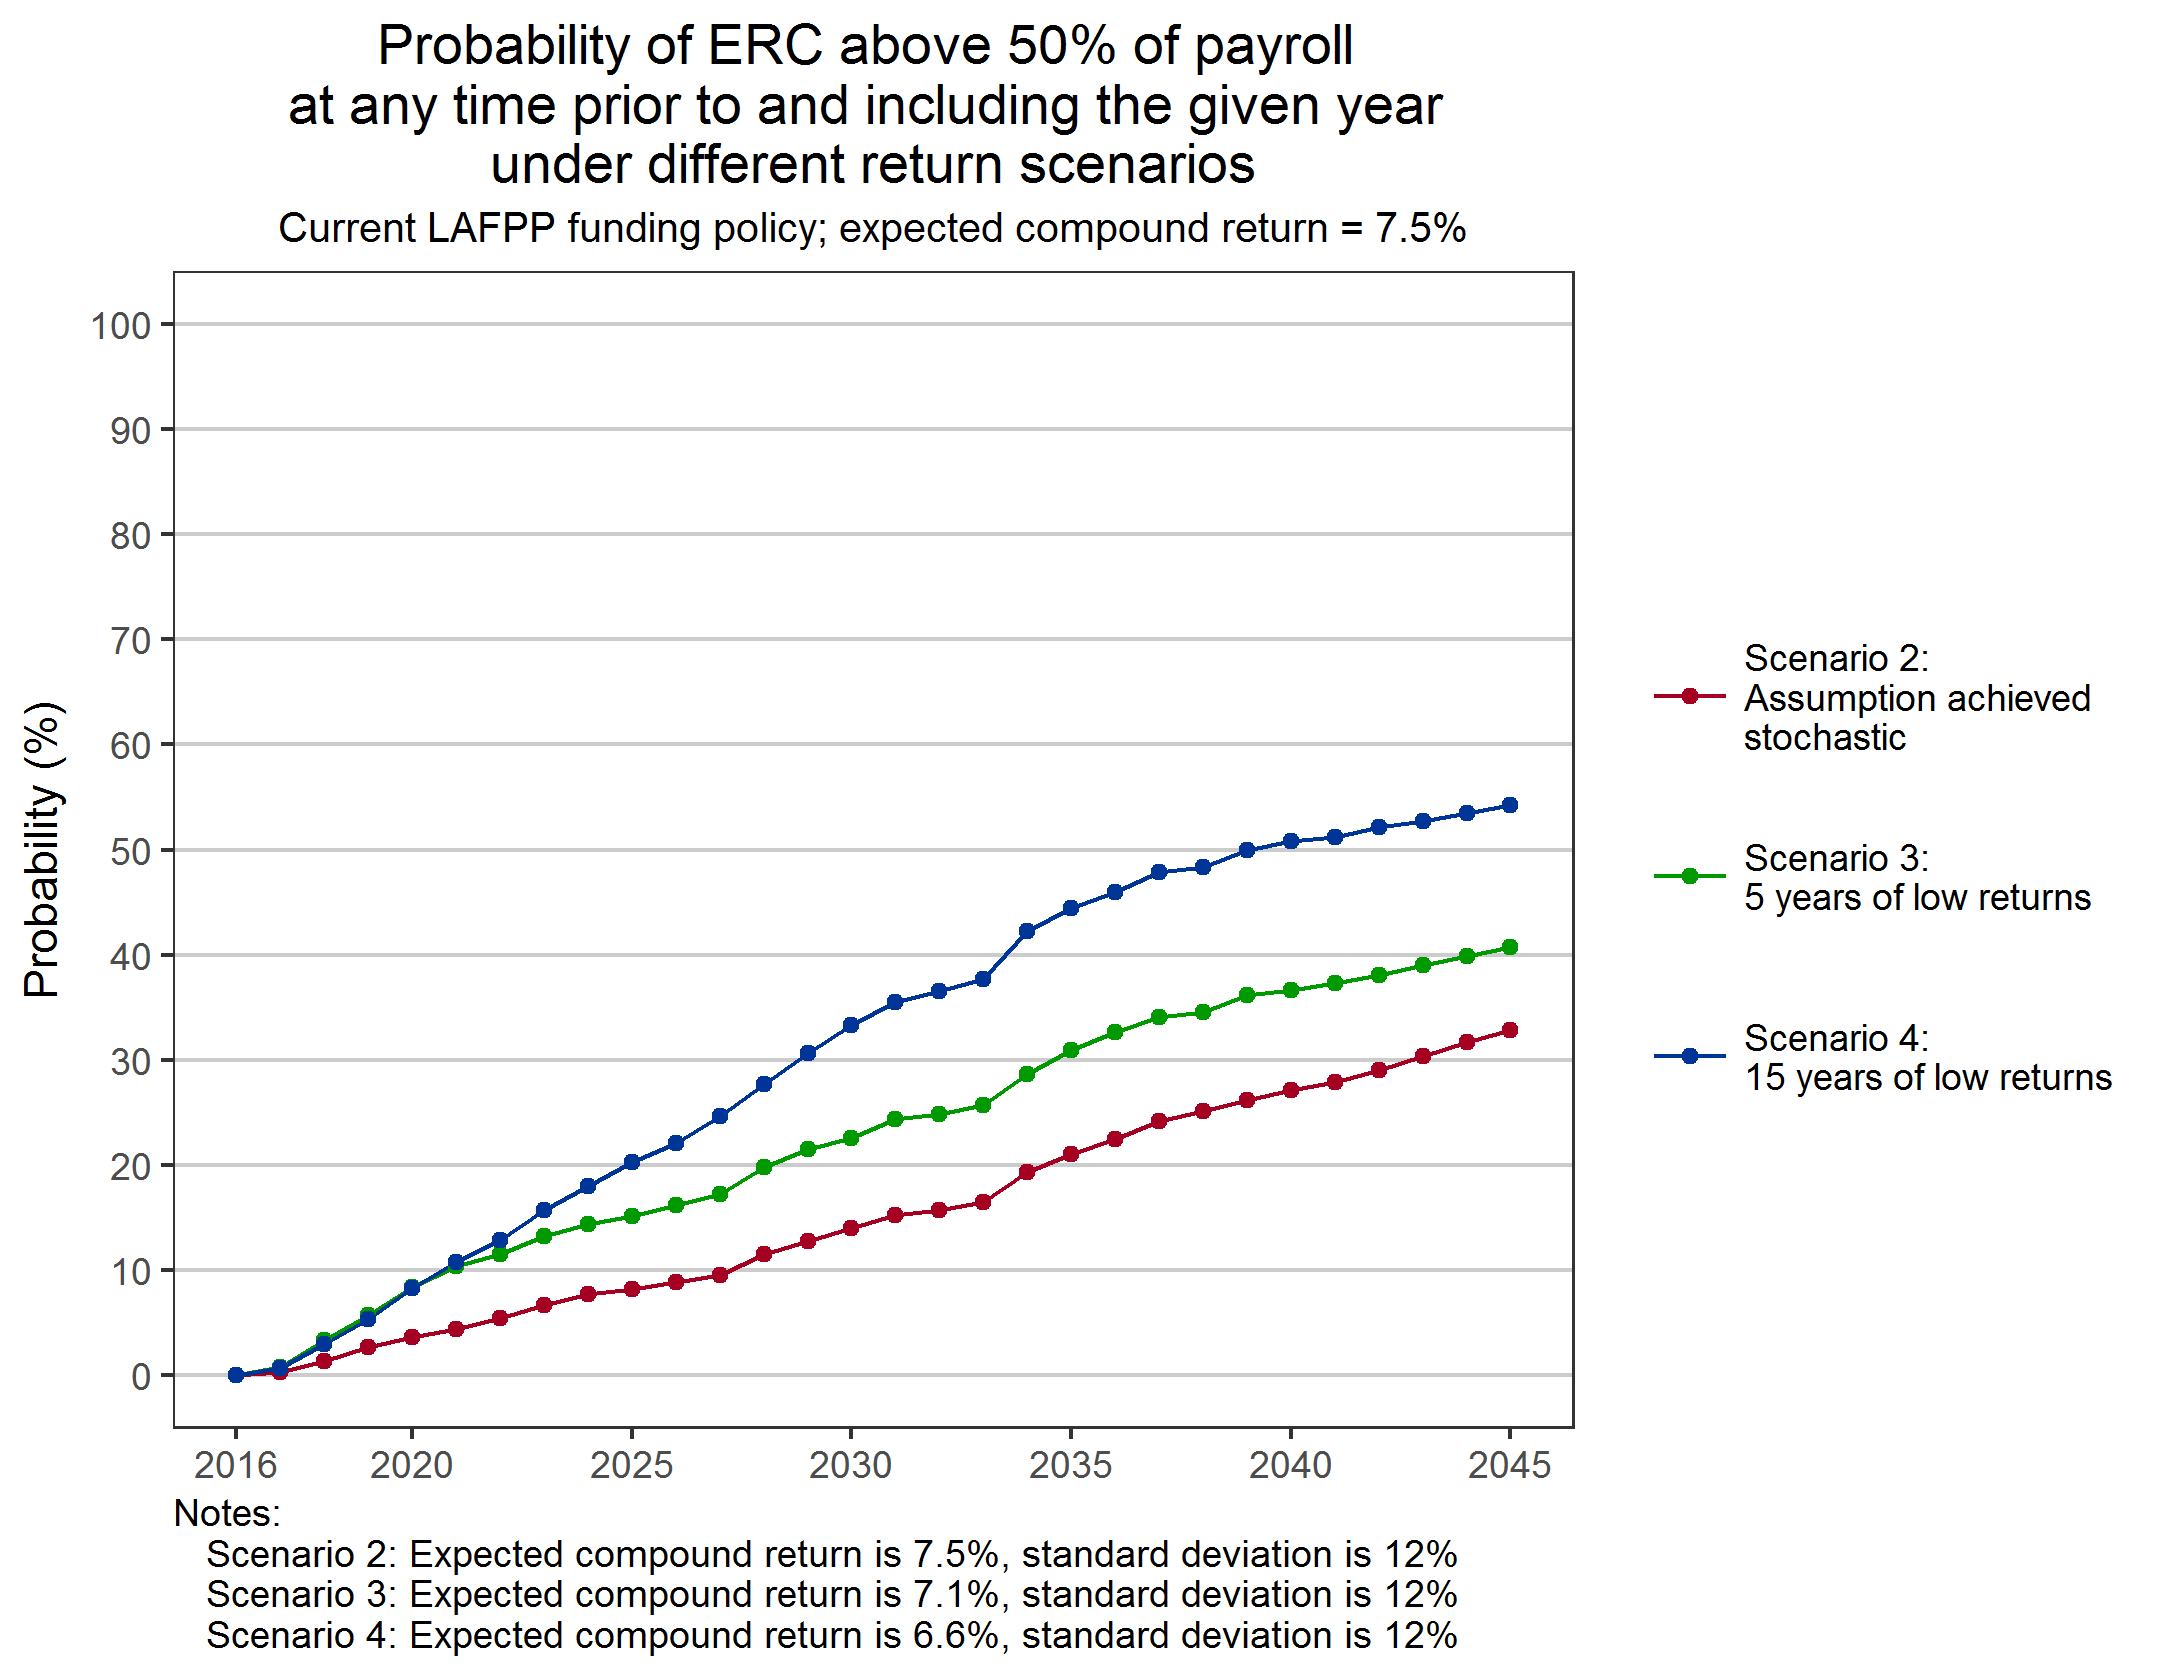 Probability of ERC above 50% of payroll
at any time prior to and including the given year
under different return scenarios
Current LAFPP funding policy; expected compound return = 7.5%
Probability (%)
100
90
80
70
60
50
40
30
20
10
0
2016 2020 2025 2030 2035 2040 2045
Scenario 2:
Assumption achieved
stochastic
Scenario 3:
5 years of low returns
Scenario 4:
15 years of low returns
Notes:
Scenario 2: Expected compound return is 7.5%, standard deviation is 12%
Scenario 3: Expected compound return is 7.1%, standard deviation is 12%
Scenario 4: Expected compound return is 6.6%, standard deviation is 12%